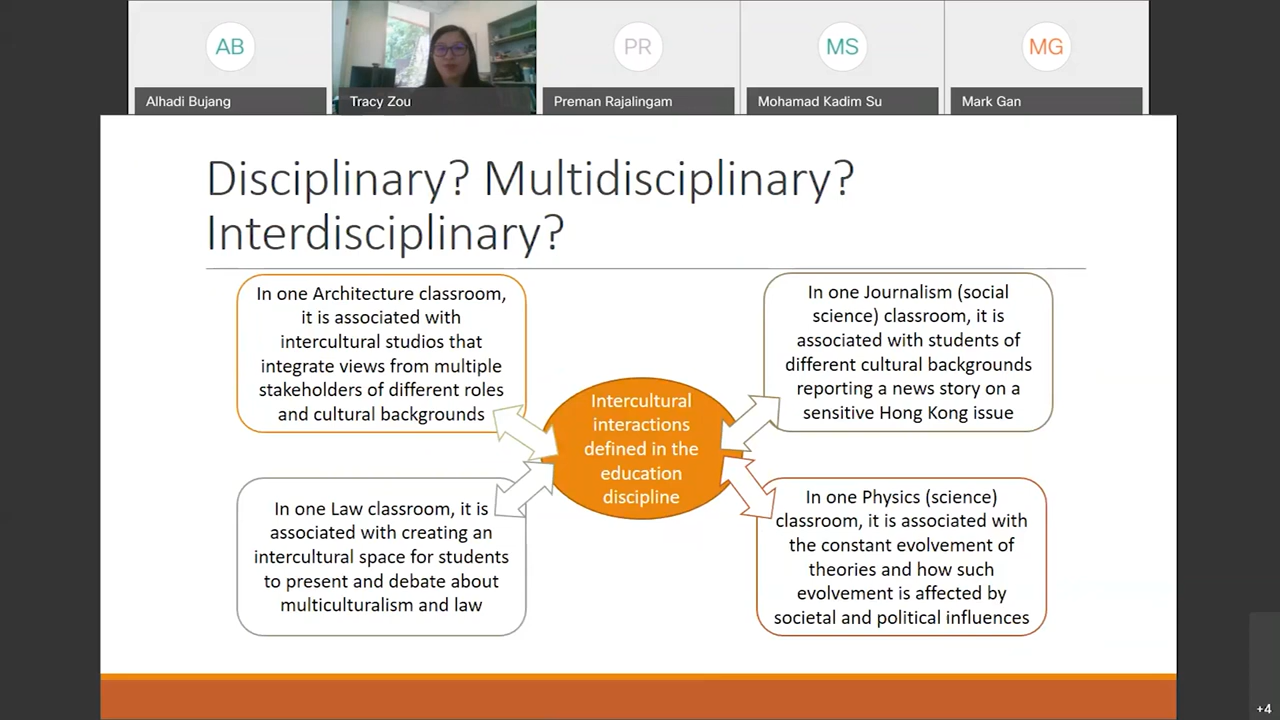 AB
PR
MS
MG
Alhadi Bujang
Tracy Zou
Preman Rajalingam
Mohamad Kadim Su
Mark Gan
Disciplinary? Multidisciplinary?
Interdisciplinary?
In one Architecture classroom,
it is associated with
intercultural studios that
integrate views from multiple
stakeholders of different roles
and cultural backgrounds
In one Journalism (social
science) classroom, it is
associated with students of
different cultural backgrounds
reporting a news story on a
sensitive Hong Kong issue
Intercultural
interactions
defined in the
education
discipline
In one Law classroom, it is
associated with creating an
intercultural space for students
to present and debate about
multiculturalism and law
In one Physics (science)
classroom, it is associated with
the constant evolvement of
theories and how such
evolvement is affected by
societal and political influences
+4